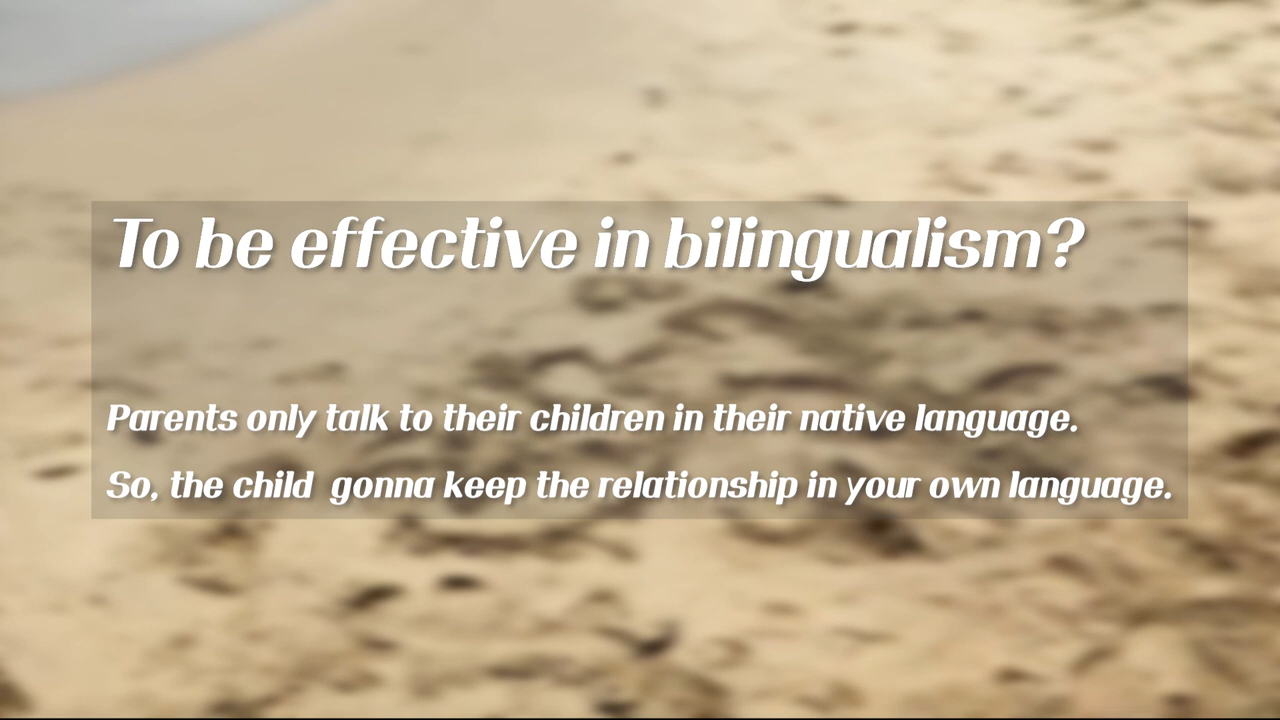 To be effective in bilingualism?
Parents only talk to their children in their native language.
So, the child  gonna keep the relationship in your own language.